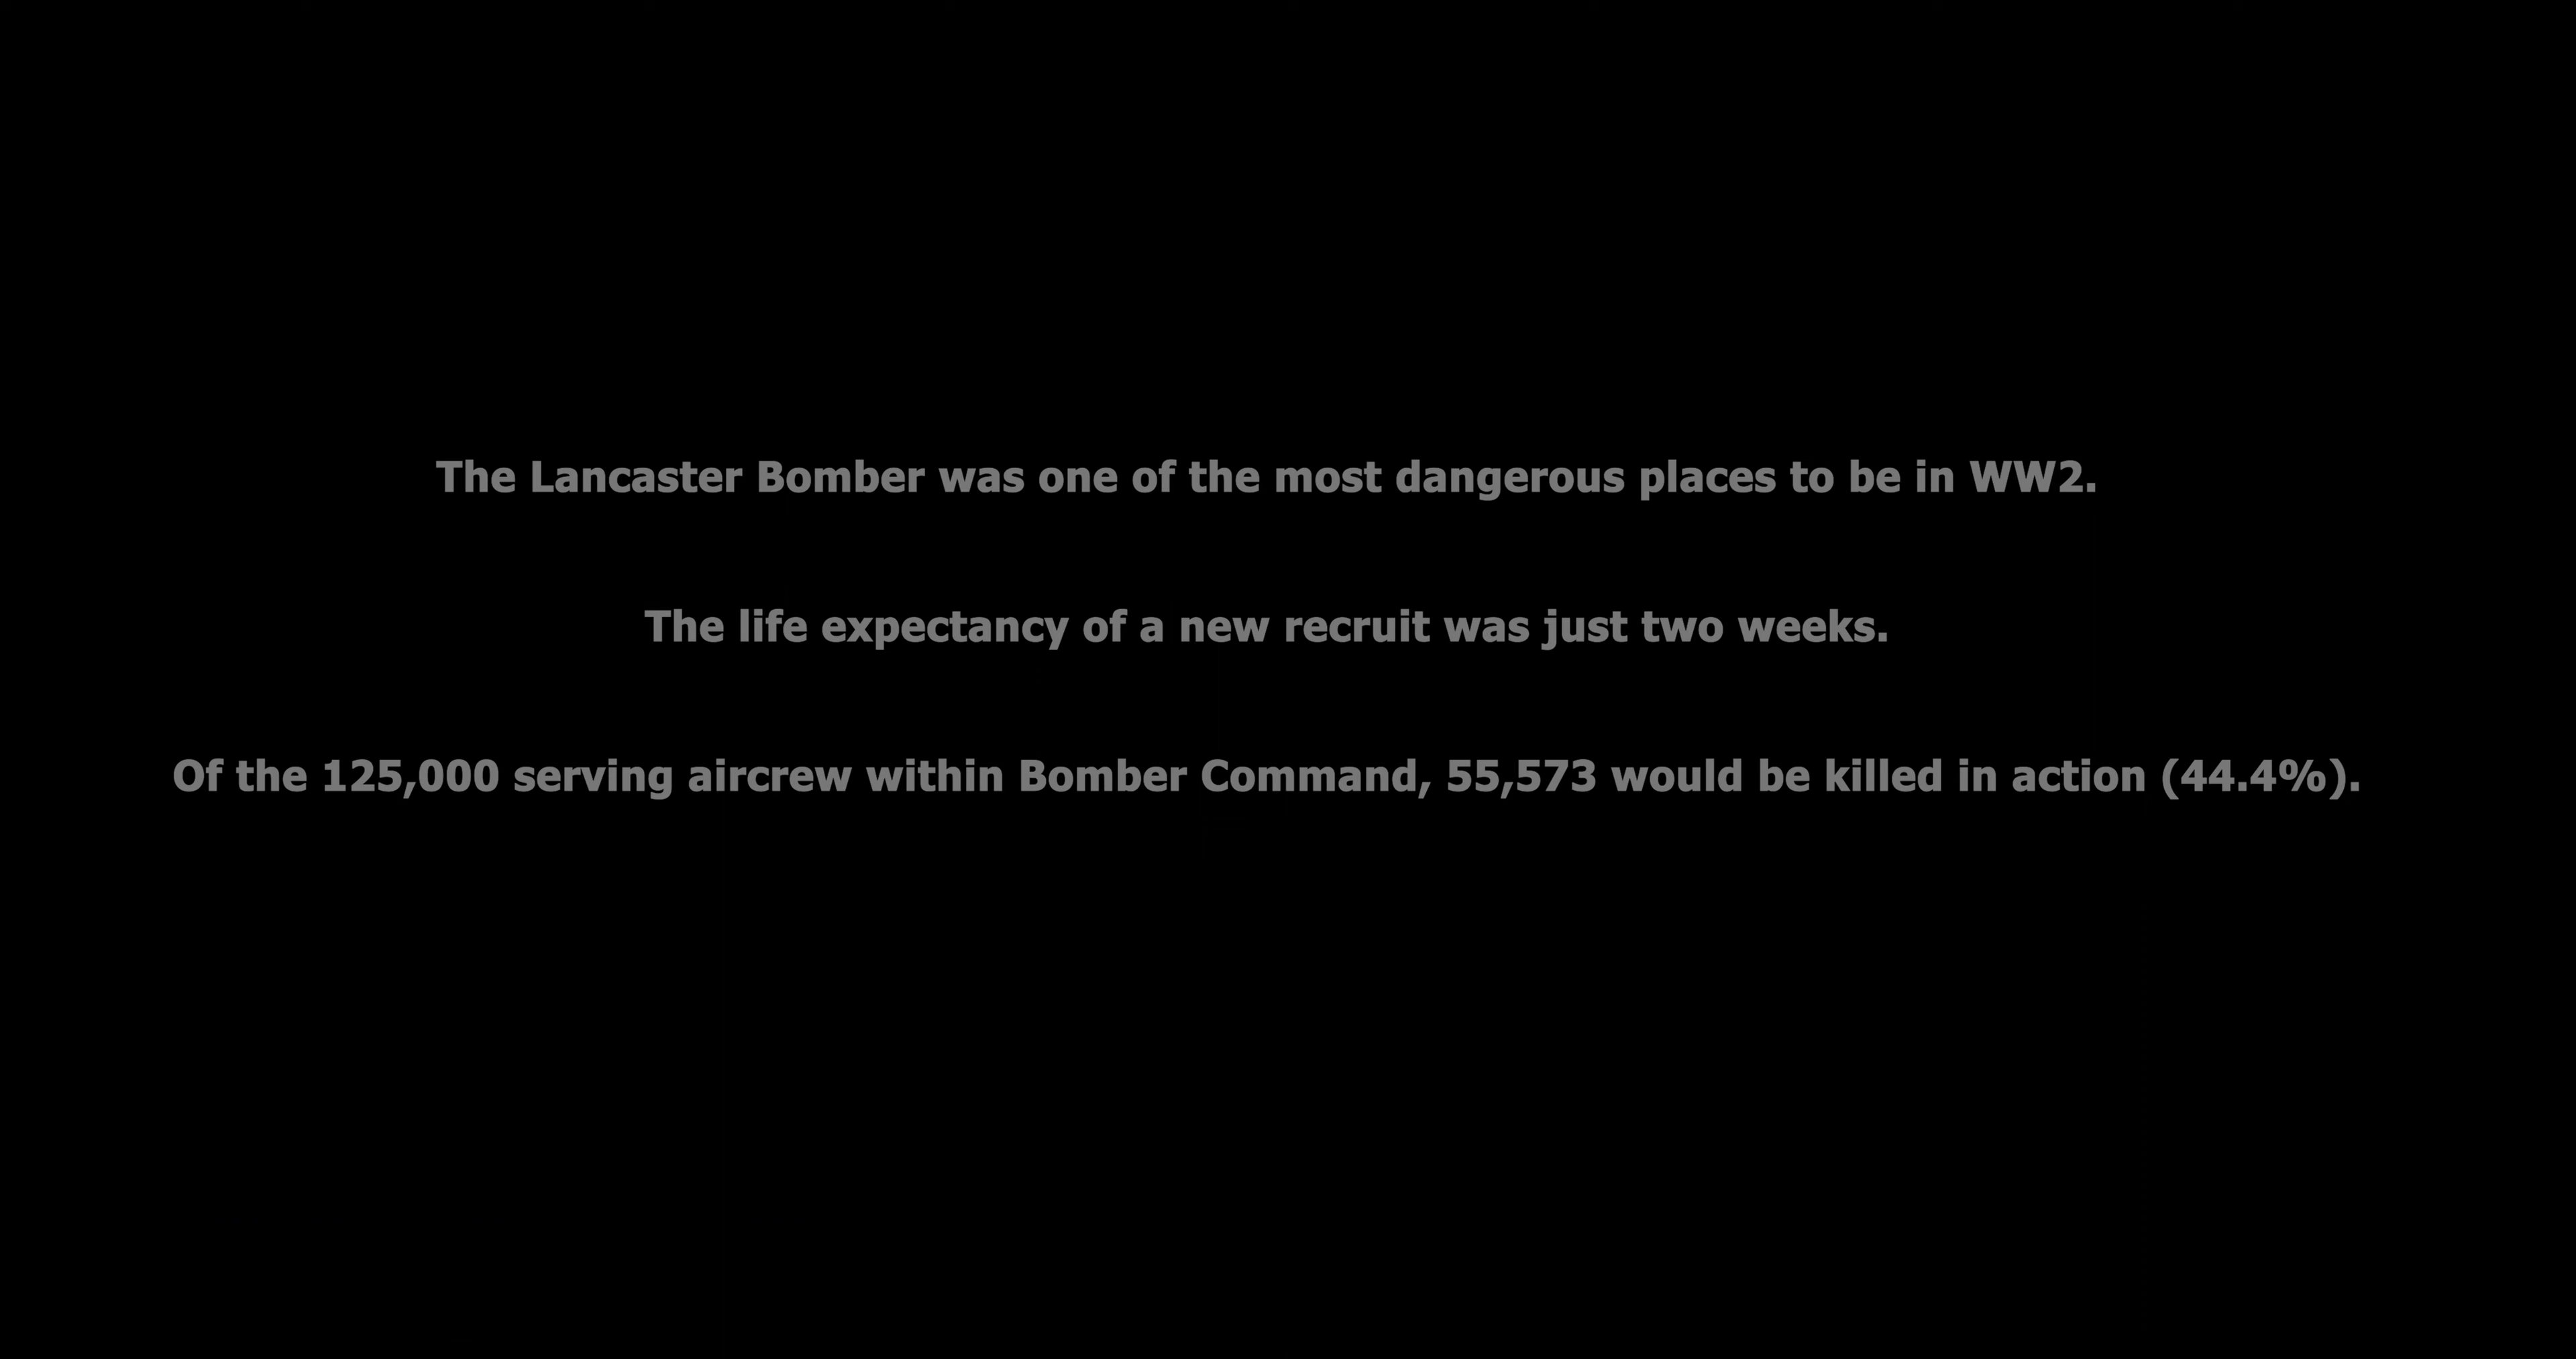 The Lancaster Bomber was one of the most dangerous places to be in WW2.
The life expectancy of a new recruit was just two weeks.
Of the 125,000 serving aircrew within Bomber Command, 55,573 would be killed in action (44.4%).